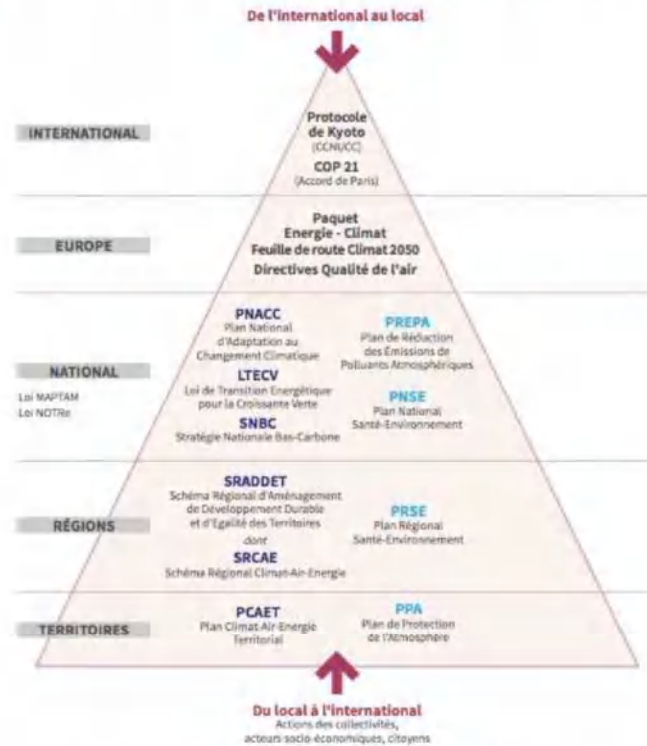 De l'international au local
INTERNATIONAL
Protocole
de Kyoto
(CCNUCC)
COP 21
(Accord de Paris)
EUROPE
Paquet
Energie - Climat
Feuille de route Climat 2050
Directives Qualité de l'air
NATIONAL
Loi MAPTAM
Loi NOTRe
PNACC
Plan National
d'Adaptation au
Changement Climatique
LTECV
Loi de Transition Energétique
pour la Croissante Verte
SNBC
Stratégie Nationale Bas-Carbone
PREPA
Plan de Réduction
des Émissions de
Polluants Atmosphériques
PNSE
Plan National
Santé-Environnement
RÉGIONS
SRADDET
Schéma Régional d'Aménagement
de Développement Durable
et d'Egalité des Territoires
dont
SRCAE
Schéma Régional Climat-Air-Energie
PRSE
Plan Régional
Santé-Environnement
TERRITOIRES
PCAET
Plan Climat-Air-Energie
Territorial
PPA
Plan de Protection
de l'Atmosphère
Du local à l'international
Actions des collectivités,
acteurs socio-économiques, citoyens